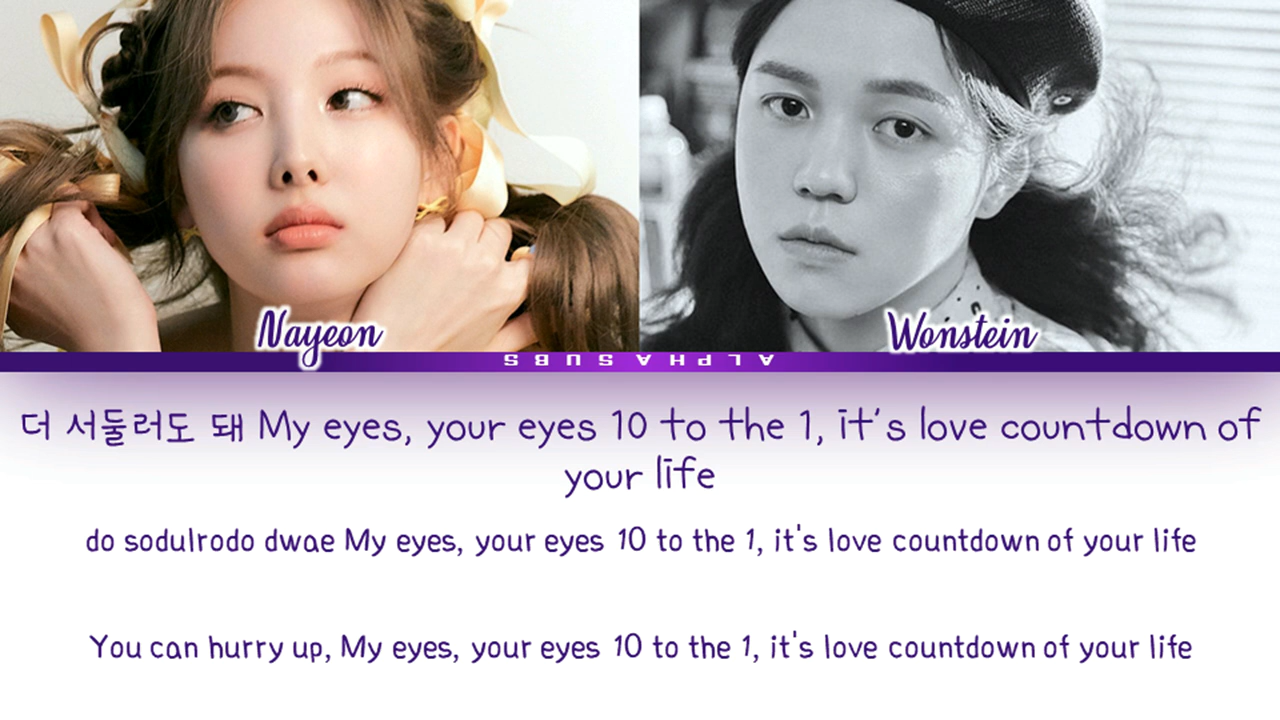 Nayeon
Wonstein
ALPHASUBS
더 서둘러도 돼 My eyes, your eyes 10 to the 1, it's love countdown of
your life
do sodulrodo dwae My eyes, your eyes 10 to the 1, it's love countdown of your life
You can hurry up, My eyes, your eyes 10 to the 1, it's love countdown of your life